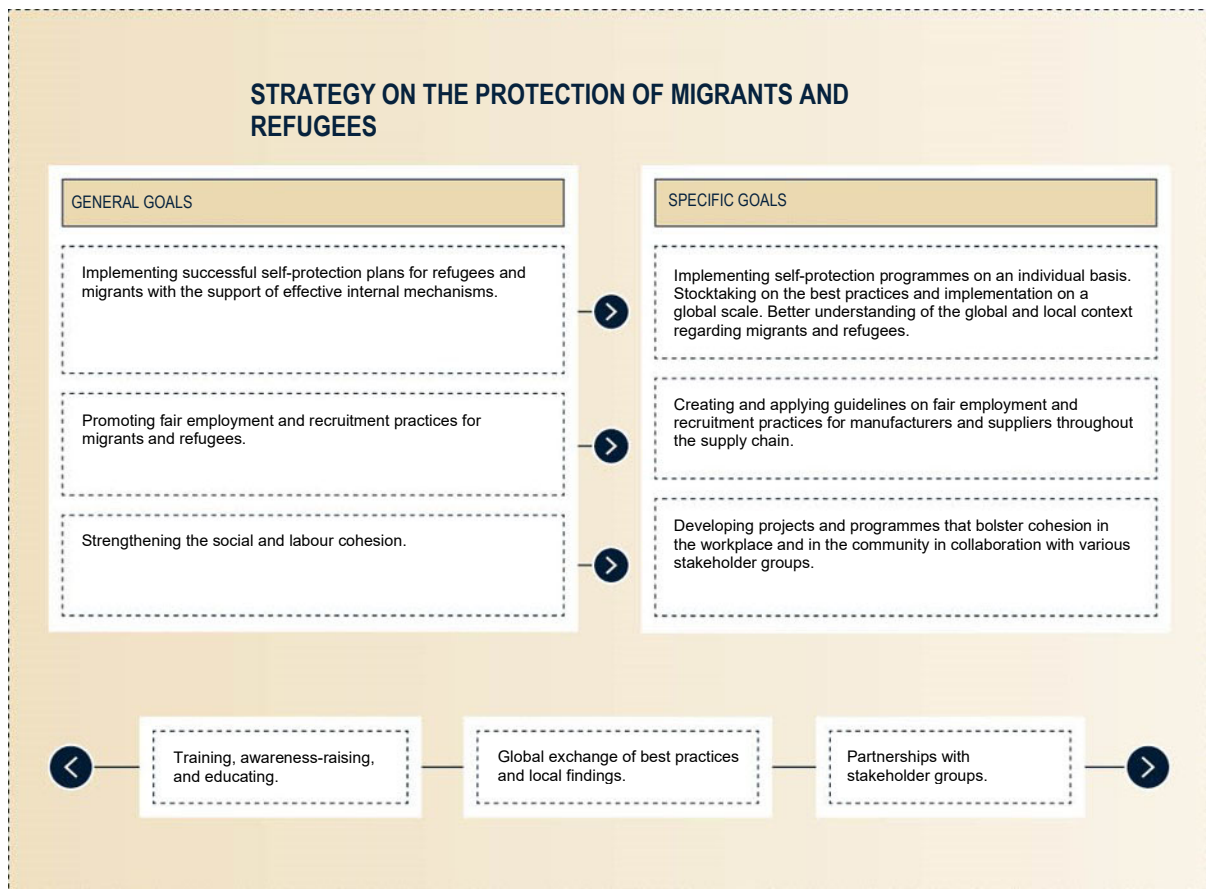 STRATEGY ON THE PROTECTION OF MIGRANTS AND
REFUGEES
GENERAL GOALS
Implementing successful self-protection plans for refugees and
migrants with the support of effective internal mechanisms.
Promoting fair employment and recruitment practices for
migrants and refugees.
Strengthening the social and labour cohesion.
SPECIFIC GOALS
Implementing self-protection programmes on an individual basis.
Stocktaking on the best practices and implementation on a
global scale. Better understanding of the global and local context
regarding migrants and refugees.
Creating and applying guidelines on fair employment and
recruitment practices for manufacturers and suppliers throughout
the supply chain.
Developing projects and programmes that bolster cohesion in
the workplace and in the community in collaboration with various
stakeholder groups.
Training, awareness-raising,
and educating.
Global exchange of best practices
and local findings.
Partnerships with
stakeholder groups.